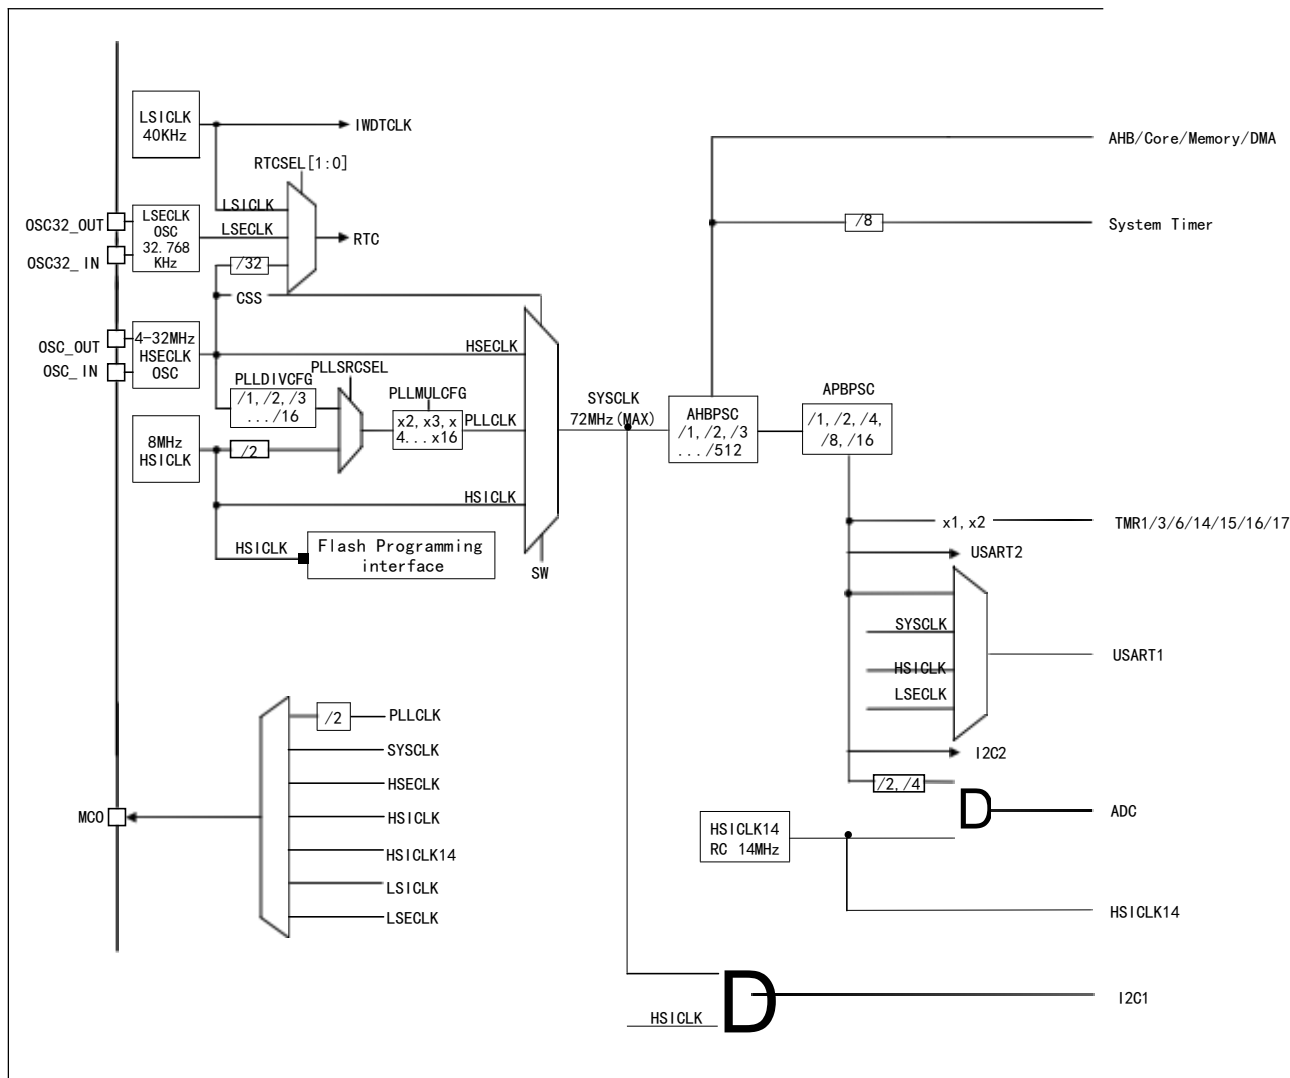 LSICLK
40KHz
IWDTCLK
AHB/Core/Memory/DMA
RTCSEL[1:0]
LSICLK
OSC32_OUT
LSECLK
OSC
32.768
KHz
LSECLK
RTC
/8
System Timer
OSC32_ IN
/32
CSS
OSC_OUT
OSC_ IN
4-32MHz
HSECLK
OSC
HSECLK
PLLSRCSEL
PLLDIVCFG
/1, /2, /3
.../16
PLLMULCFG
x2, x3, x
4...x16
PLLCLK
SYSCLK
72MHz(MAX)
AHBPSC
/1, /2, /3
.../512
APBPSC
/1, /2, /4,
/8, /16
8MHz
HSICLK
/2
HSICLK
HSICLK
Flash Programming
interface
SW
x1, x2
TMR1/3/6/14/15/16/17
USART2
SYSCLK
HSICLK
LSECLK
USART1
I2C2
/2, /4
D
ADC
HSICLK14
RC 14MHz
HSICLK14
/2
PLLCLK
SYSCLK
HSECLK
HSICLK
HSICLK14
LSICLK
LSECLK
MCO
D
HSICLK
I2C1